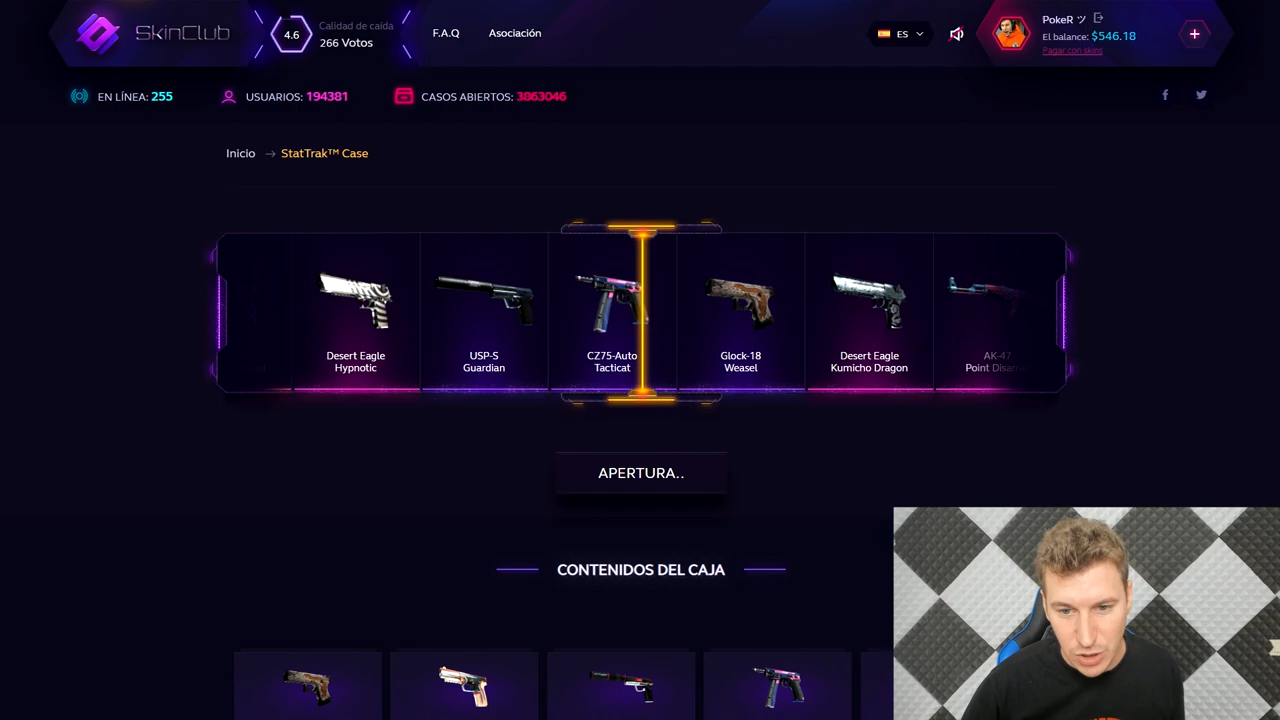 SkinClub
4.6
Calidad de caída
266 Votos
F.A.Q
Asociación
ES
PokeR ツ
El balance: $546.18
Pagar con skins
+
EN LÍNEA: 255
USUARIOS: 194381
CASOS ABIERTOS: 3863046
Inicio → StatTrak™ Case
Desert Eagle
Hypnotic
USP-S
Guardian
CZ75-Auto
Tacticat
Glock-18
Weasel
Desert Eagle
Kumicho Dragon
AK-47
Point
APERTURA..
CONTENIDOS DEL CAJA